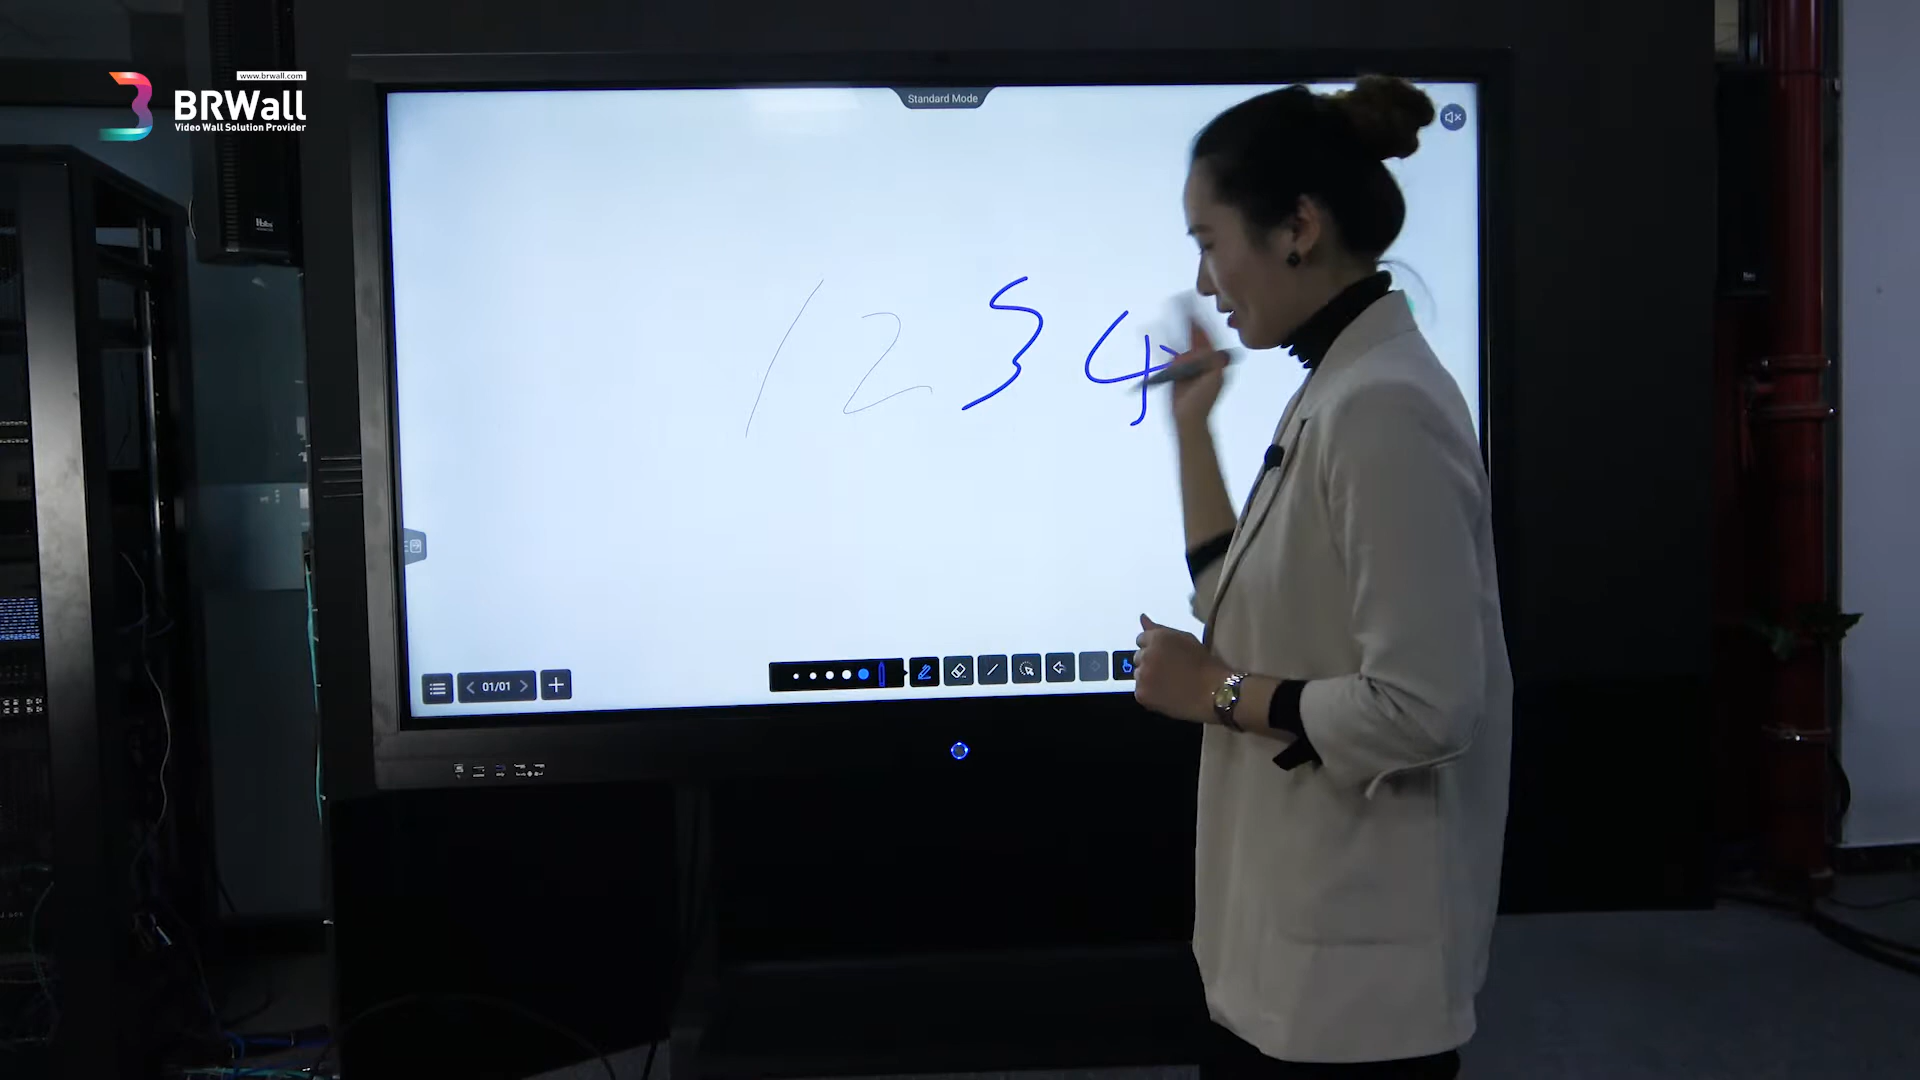 www.brwall.com
BRWall
Video Wall Solution Provider
Standard Mode
1 2 3 4
01/01